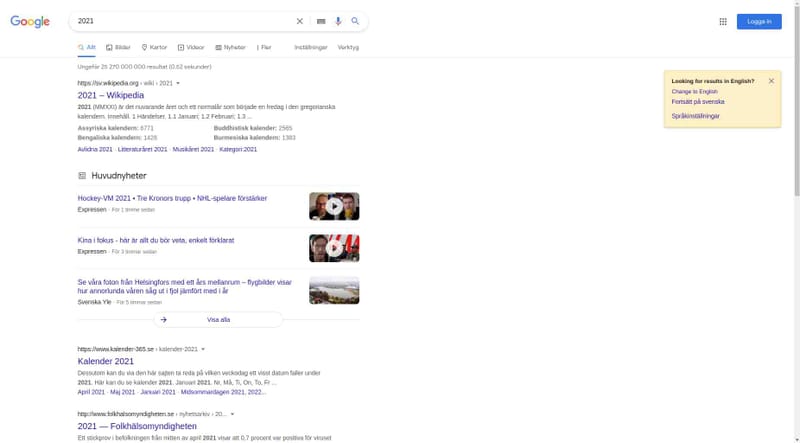 Google
2021
Allt
Bilder
Kartor
Videor
Nyheter
Fler
Inställningar
Verktyg
Logga in
Ungefär 25 270 000 000 resultat (0,62 sekunder)
https://sv.wikipedia.org › wiki › 2021
2021 – Wikipedia
2021 (MMXXI) är det nuvarande året och ett normalår som började en fredag i den gregorianska
kalendern. Innehåll. 1 Händelser. 1.1 Januari; 1.2 Februari; 1.3 ...
Assyriska kalendern: 6771
Buddhistisk kalender: 2565
Bengaliska kalendern: 1428
Burmesiska kalendern: 1383
Avlidna 2021 · Litteraturåret 2021 · Musikåret 2021 · Kategori:2021
Looking for results in English?
Change to English
Fortsätt på svenska
Språkinställningar
Huvudnyheter
Hockey-VM 2021 • Tre Kronors trupp • NHL-spelare förstärker
Expressen · För 1 timme sedan
Kina i fokus - här är allt du bör veta, enkelt förklarat
Expressen · För 3 timmar sedan
Se våra foton från Helsingfors med ett års mellanrum – flygbilder visar
hur annorlunda våren såg ut i fjol jämfört med i år
Svenska Yle · För 5 timmar sedan
Visa alla
https://www.kalender-365.se › kalender-2021
Kalender 2021
Dessutom kan du via den här sajten ta reda på vilken veckodag ett visst datum faller under
2021. Här kan du se kalender 2021. Januari 2021. Nr, Må, Ti, On, To, Fr ...
April 2021 · Maj 2021 · Januari 2021 · Midsommardagen 2021, 2022...
http://www.folkhalsomyndigheten.se › nyhetsarkiv › 20...
2021 — Folkhälsomyndigheten
Ett stickprov i befolkningen från mitten av april 2021 visar att 0,7 procent var positiva för viruset